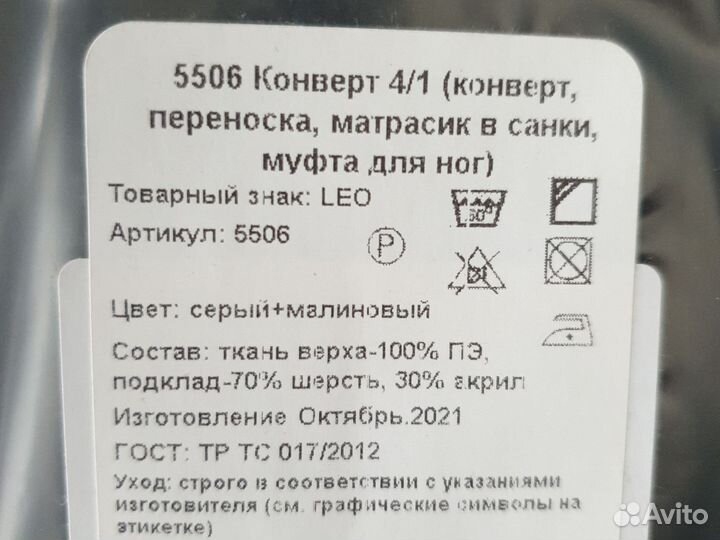 5506 Конверт 4/1 (конверт,
переноска, матрасик в санки,
муфта для ног)
Товарный знак: LEO
Артикул: 5506
30°
P
Цвет: серый+малиновый
Состав: ткань верха-100% ПЭ,
подклад-70% шерсть, 30% акрил
Изготовление Октябрь.2021
ГОСТ: ТР ТС 017/2012
Уход: строго в соответствии с указаниями
изготовителя (см. графические символы на
этикетке)
Avito